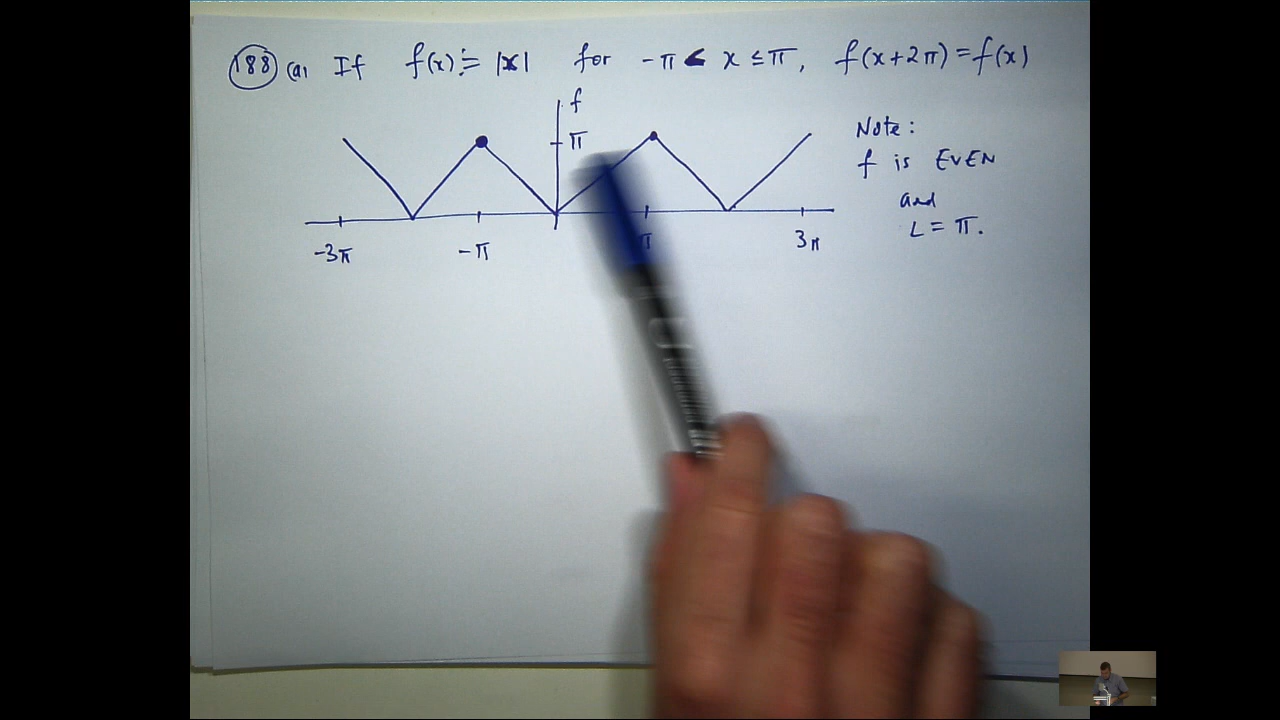 188 (a) If f(x) := |x| for -π < x ≤ π, f(x+2π) = f(x)
f
π
Note:
f is EVEN
and
L = π.
-3π -π π 3π